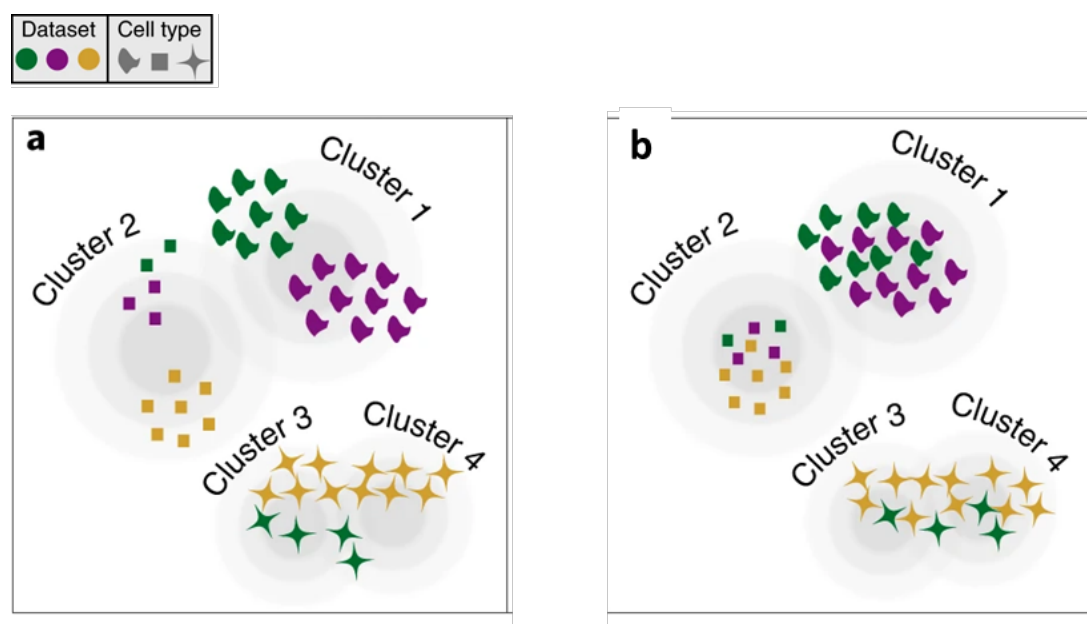 Dataset
Cell type
a
Cluster 1
Cluster 2
Cluster 3
Cluster 4
b
Cluster 1
Cluster 2
Cluster 3
Cluster 4